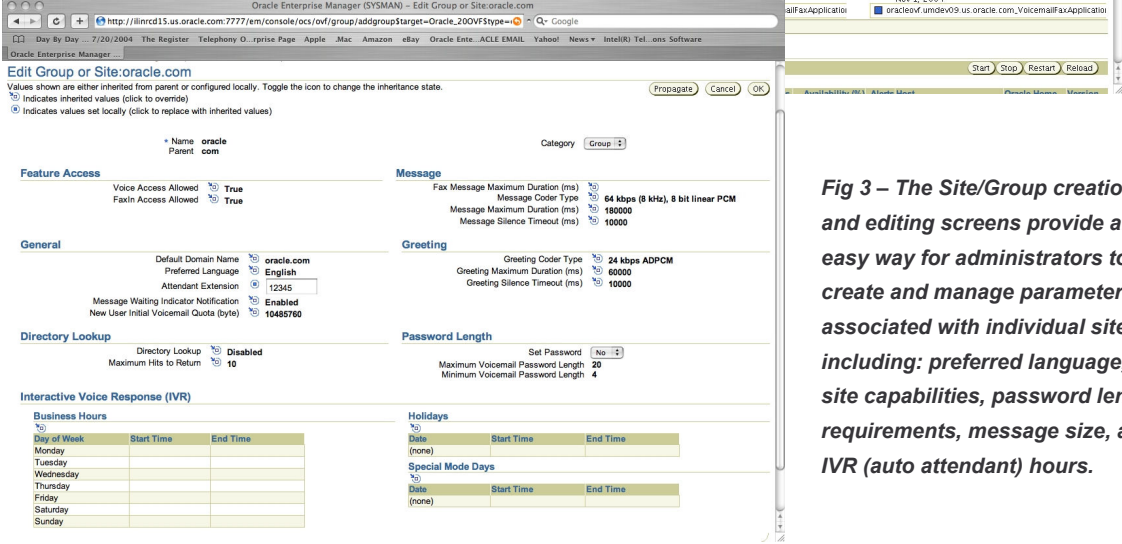 Oracle Enterprise Manager (SYSMAN) – Edit Group or Site:oracle.com
http://ilinrcd15.us.oracle.com:7777/em/console/ocs/ovf/group/addgroup$target=Oracle_20OVF$type=
Google
Day By Day ... 7/20/2004 The Register Telephony O...rprise Page Apple .Mac Amazon eBay Oracle Ente...ACLE EMAIL Yahoo! News Intel(R) Tel...ons Software
Oracle Enterprise Manager ...
Edit Group or Site:oracle.com
Values shown are either inherited from parent or configured locally. Toggle the icon to change the inheritance state.
Propagate Cancel OK
Indicates inherited values (click to override)
Indicates values set locally (click to replace with inherited values)
* Name oracle
Parent com
Category Group
Feature Access
Voice Access Allowed True
FaxIn Access Allowed True
Message
Fax Message Maximum Duration (ms)
Message Coder Type 64 kbps (8 kHz), 8 bit linear PCM
Message Maximum Duration (ms) 180000
Message Silence Timeout (ms) 10000
General
Default Domain Name oracle.com
Preferred Language English
Attendant Extension 12345
Message Waiting Indicator Notification Enabled
New User Initial Voicemail Quota (byte) 10485760
Greeting
Greeting Coder Type 24 kbps ADPCM
Greeting Maximum Duration (ms) 60000
Greeting Silence Timeout (ms) 10000
Directory Lookup
Directory Lookup Disabled
Maximum Hits to Return 10
Password Length
Set Password No
Maximum Voicemail Password Length 20
Minimum Voicemail Password Length 4
Interactive Voice Response (IVR)
Business Hours
Day of Week Start Time End Time
Monday
Tuesday
Wednesday
Thursday
Friday
Saturday
Sunday
Holidays
Date Start Time End Time
(none)
Special Mode Days
Date Start Time End Time
(none)
ailFaxApplication
oracleovf.umdev09.us.oracle.com_VoicemailFaxApplication
Start Stop Restart Reload
Availability (%) Alerts Host Oracle Home Version
Fig 3 – The Site/Group creatio
and editing screens provide a
easy way for administrators to
create and manage parameter
associated with individual site
including: preferred language,
site capabilities, password len
requirements, message size, a
IVR (auto attendant) hours.